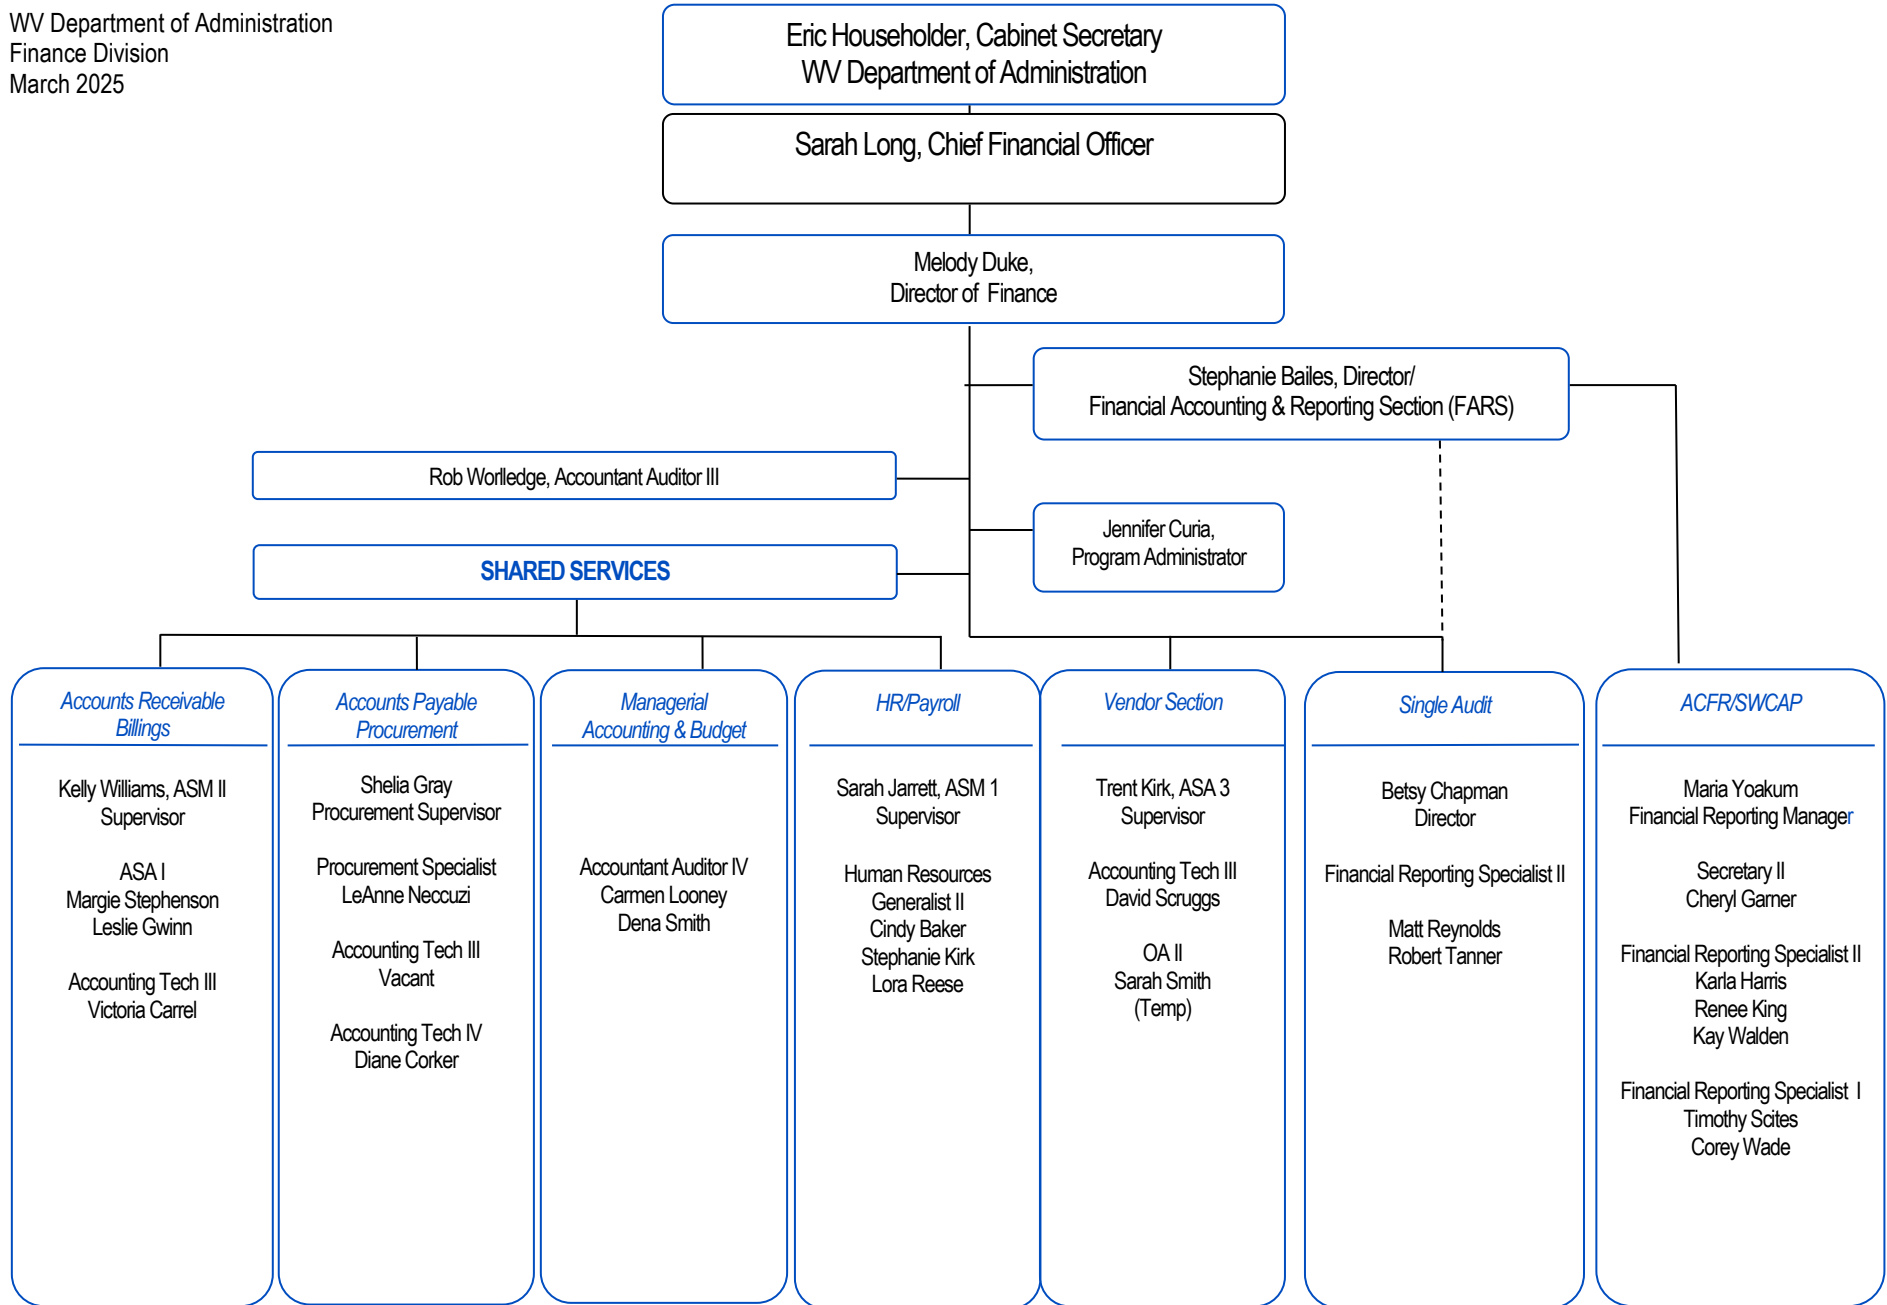 WV Department of Administration
Finance Division
March 2025
Eric Householder, Cabinet Secretary
WV Department of Administration
Sarah Long, Chief Financial Officer
Melody Duke,
Director of Finance
Stephanie Bailes, Director/
Financial Accounting & Reporting Section (FARS)
Rob Worlledge, Accountant Auditor III
Jennifer Curia,
Program Administrator
SHARED SERVICES
Accounts Receivable
Billings
Kelly Williams, ASM II
Supervisor
ASA I
Margie Stephenson
Leslie Gwinn
Accounting Tech III
Victoria Carrel
Accounts Payable
Procurement
Shelia Gray
Procurement Supervisor
Procurement Specialist
LeAnne Neccuzi
Accounting Tech III
Vacant
Accounting Tech IV
Diane Corker
Managerial
Accounting & Budget
Accountant Auditor IV
Carmen Looney
Dena Smith
HR/Payroll
Sarah Jarrett, ASM 1
Supervisor
Human Resources
Generalist II
Cindy Baker
Stephanie Kirk
Lora Reese
Vendor Section
Trent Kirk, ASA 3
Supervisor
Accounting Tech III
David Scruggs
OA II
Sarah Smith
(Temp)
Single Audit
Betsy Chapman
Director
Financial Reporting Specialist II
Matt Reynolds
Robert Tanner
ACFR/SWCAP
Maria Yoakum
Financial Reporting Manager
Secretary II
Cheryl Garner
Financial Reporting Specialist II
Karla Harris
Renee King
Kay Walden
Financial Reporting Specialist I
Timothy Scites
Corey Wade